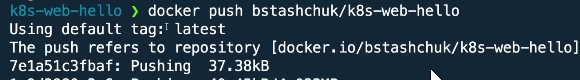 k8s-web-hello ❯ docker push bstashchuk/k8s-web-hello
Using default tag: latest
The push refers to repository [docker.io/bstashchuk/k8s-web-hello]
7e1a51c3fbaf: Pushing 37.38kB